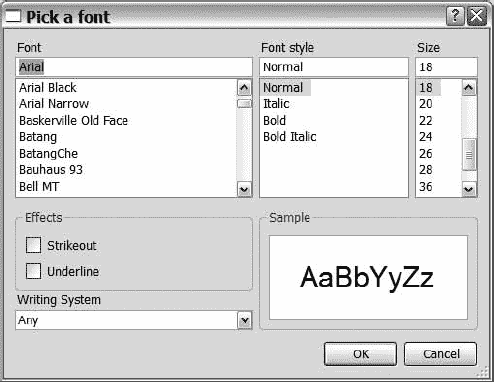 Pick a font
Font
Font style
Size
Arial
Normal
18
Arial Black
Arial Narrow
Baskerville Old Face
Batang
BatangChe
Bauhaus 93
Bell MT
Normal
Italic
Bold
Bold Italic
18
20
22
24
26
28
36
Effects
Strikeout
Underline
Sample
AaBbYyZz
Writing System
Any
OK
Cancel